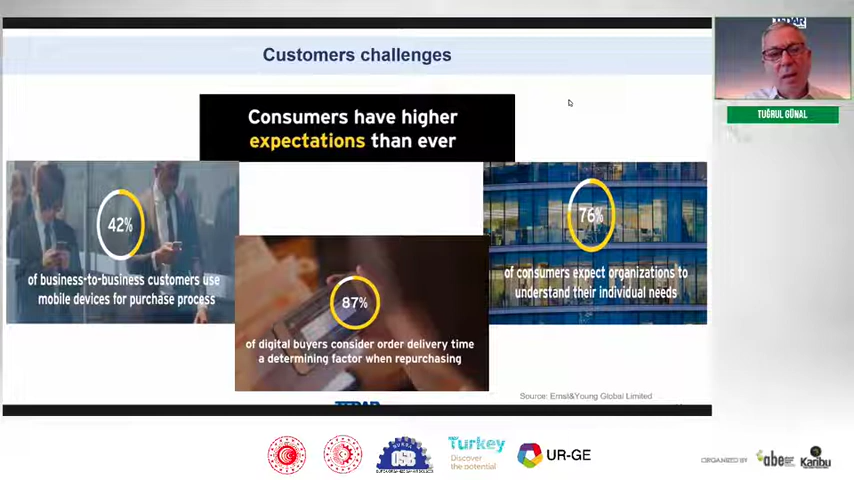 Customers challenges
Consumers have higher
expectations than ever
42%
of business-to-business customers use
mobile devices for purchase process
87%
of digital buyers consider order delivery time
a determining factor when repurchasing
76%
of consumers expect organizations to
understand their individual needs
Source: Ernst&Young Global Limited
TUĞRUL GÜNAL
OSB
Turkey
Discover
the potential
UR-GE
ORGANIZED BY
abe
Karibu